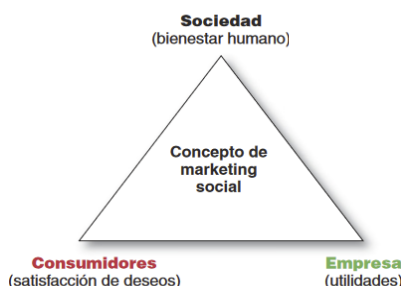 Sociedad
(bienestar humano)
Concepto de
marketing
social
Consumidores
(satisfacción de deseos)
Empresa
(utilidades)